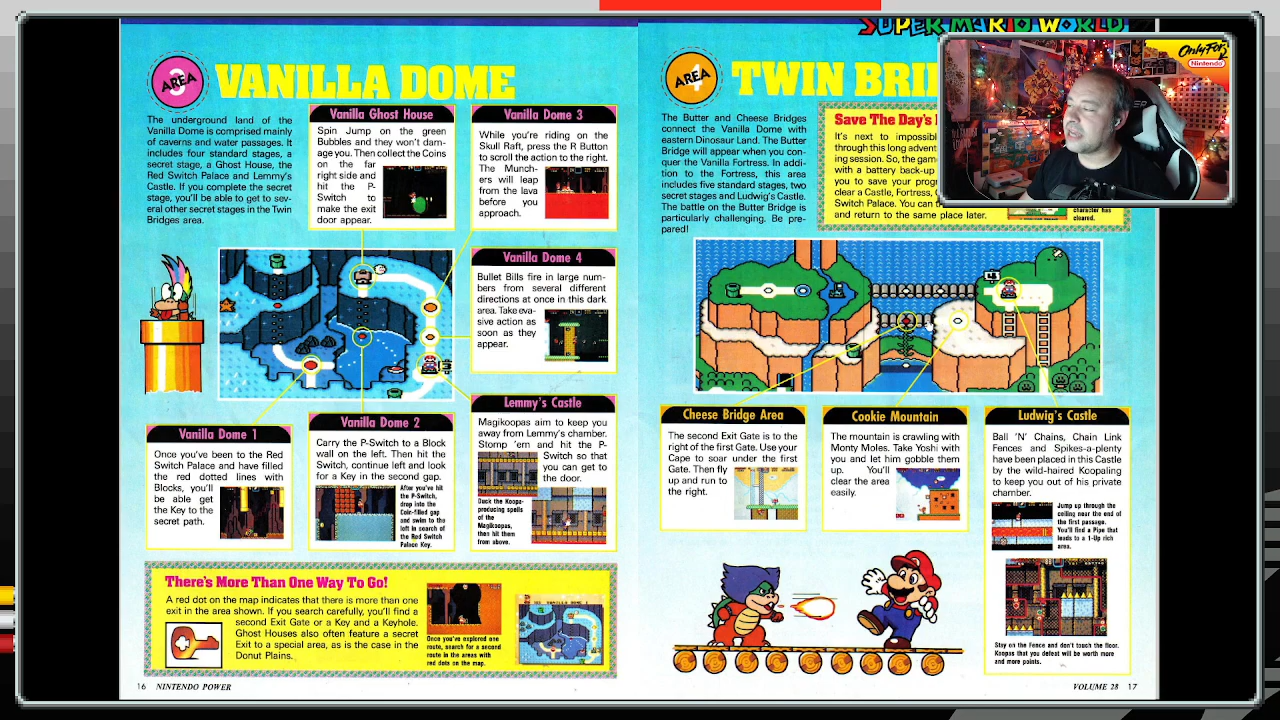 SUPER MARIO WORLD
Only For
Nintendo
AREA
3
VANILLA DOME
The underground land of the
Vanilla Dome is comprised mainly
of caverns and water passages. It
includes four standard stages, a
secret stage, a Ghost House, the
Red Switch Palace and Lemmy's
Castle. If you complete the secret
stage, you'll be able to get to sev-
eral other secret stages in the Twin
Bridges area.
Vanilla Ghost House
Spin Jump on the green
Bubbles and they won't dam-
age you. Then collect the Coins
on the far
right side and
hit the P-
Switch to
make the exit
door appear.
Vanilla Dome 3
While you're riding on the
Skull Raft, press the R Button
to scroll the action to the right.
The Munch-
ers will leap
from the lava
before you
approach.
Vanilla Dome 4
Bullet Bills fire in large num-
bers from several different
directions at once in this dark
area. Take eva-
sive action as
soon as they
appear.
Lemmy's Castle
Magikoopas aim to keep you
away from Lemmy's chamber.
Stomp 'em and hit the P-
Switch so that
you can get to
the door.
Duck the Koopa-
producing spells
of the
Magikoopas,
then hit them
from above.
Vanilla Dome 1
Once you've been to the Red
Switch Palace and have filled
the red dotted lines with
Blocks, you'll
be able get
the Key to the
secret path.
Vanilla Dome 2
Carry the P-Switch to a Block
wall on the left. Then hit the
Switch, continue left and look
for a Key in the second gap.
After you've hit
the P-Switch,
drop into the
Coin-filled gap
and swim to the
left in search of
the Red Switch
Palace Key.
There's More Than One Way To Go!
A red dot on the map indicates that there is more than one
exit in the area shown. If you search carefully, you'll find a
second Exit Gate or a Key and a Keyhole.
Ghost Houses also often feature a secret
Exit to a special area, as is the case in the
Donut Plains.
Once you've explored one
route, search for a second
route in the areas with
red dots on the map.
16 NINTENDO POWER
AREA
4
TWIN BRI
The Butter and Cheese Bridges
connect the Vanilla Dome with
eastern Dinosaur Land. The Butter
Bridge will appear when you con-
quer the Vanilla Fortress. In addi-
tion to the Fortress, this area
includes five standard stages, two
secret stages and Ludwig's Castle.
The battle on the Butter Bridge is
particularly challenging. Be pre-
pared!
Save The Day's
It's next to impossibl
through this long advent
ing session. So, the gam
with a battery back-up
you to save your progr
clear a Castle, Fortress,
Switch Palace. You can t
and return to the same place later.
character has
cleared.
Cheese Bridge Area
The second Exit Gate is to the
right of the first Gate. Use your
Cape to soar under the first
Gate. Then fly
up and run to
the right.
Cookie Mountain
The mountain is crawling with
Monty Moles. Take Yoshi with
you and let him gobble them
up. You'll
clear the area
easily.
Ludwig's Castle
Ball 'N' Chains, Chain Link
Fences and Spikes-a-plenty
have been placed in this Castle
by the wild-haired Koopaling
to keep you out of his private
chamber.
Jump up through the
ceiling near the end of
the first passage.
You'll find a Pipe that
leads to a 1-Up rich
area.
Stay on the Fence and don't touch the floor.
Koopas that you defeat will be worth more
and more points.
VOLUME 28 17